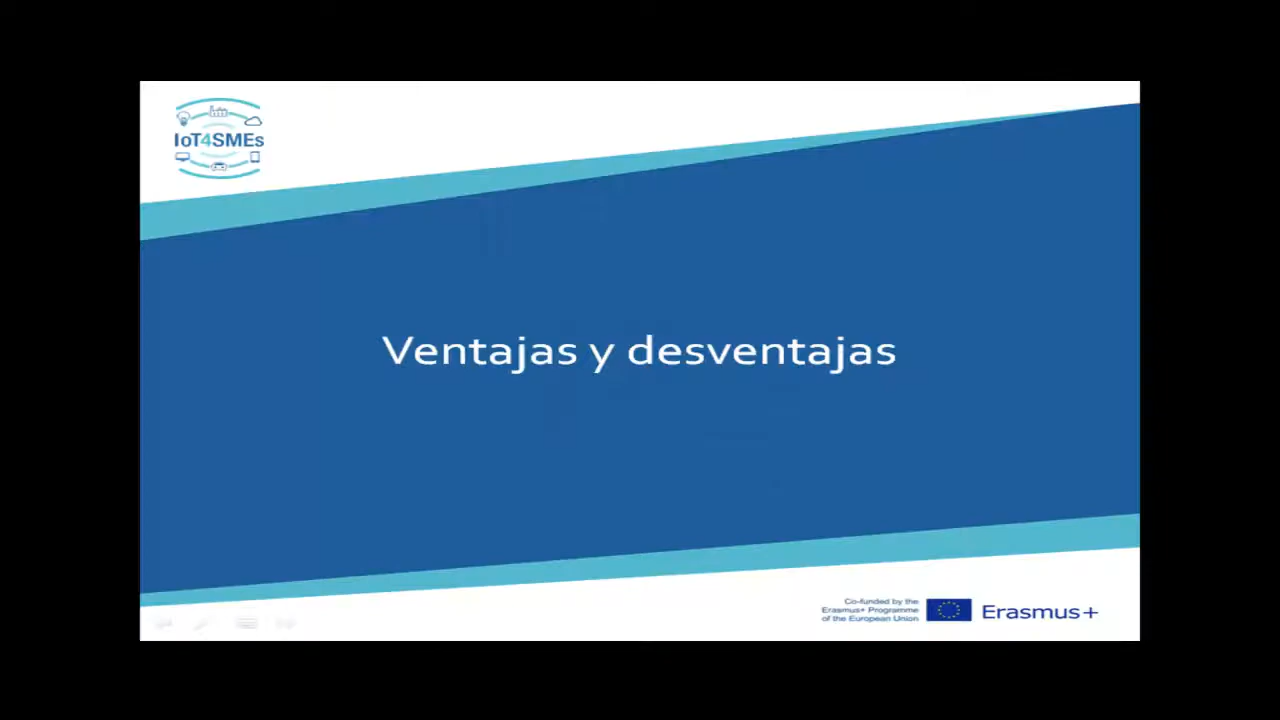 IoT4SMEs
Ventajas y desventajas
Co-funded by the
Erasmus+ Programme
of the European Union
Erasmus+